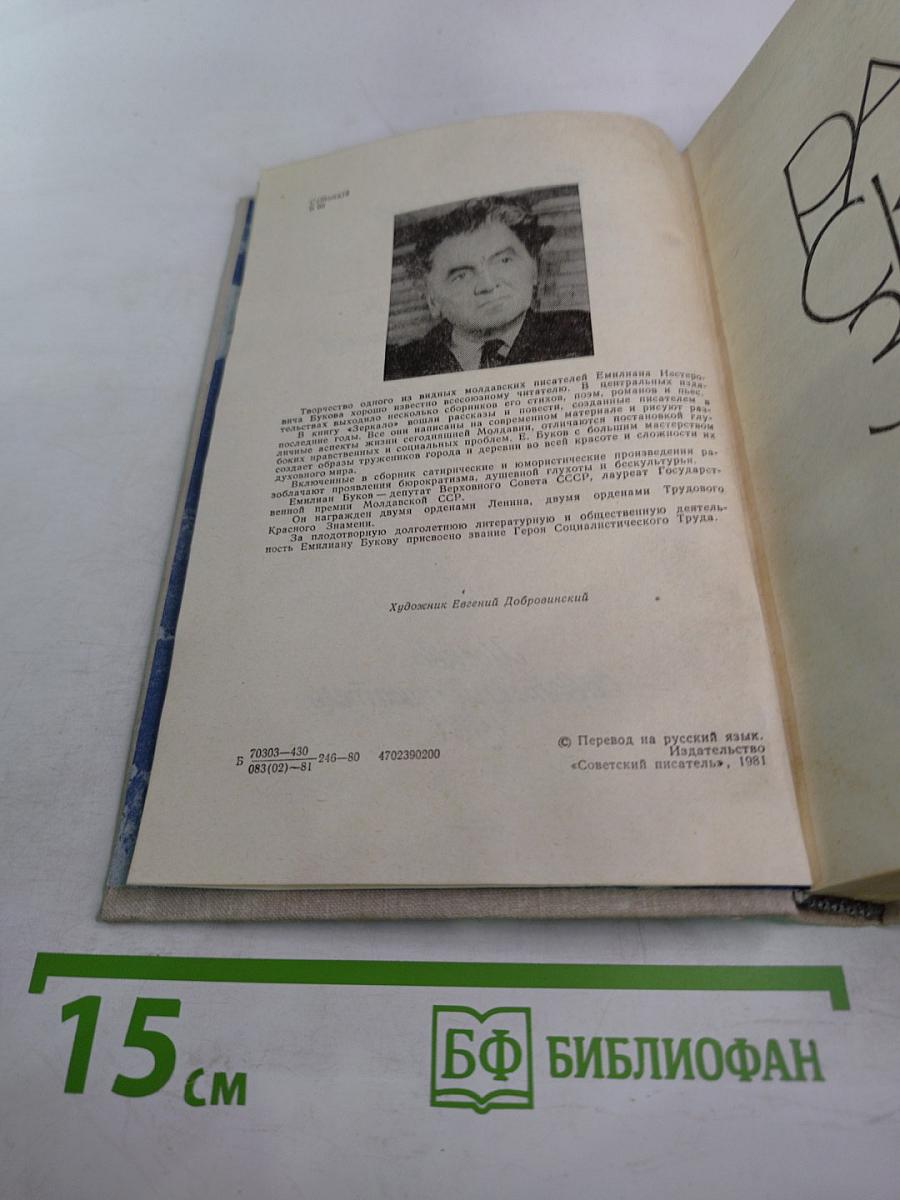 Б 90
Творчество одного из видных молдавских писателей Емилиана Нестеро-
вича Букова хорошо известно всесоюзному читателю. В центральных изда-
тельствах выходило несколько сборников его стихов, поэм, романов и пьес.
В книгу «Зеркало» вошли рассказы и повести, созданные писателем в
последние годы. Все они написаны на современном материале и рисуют раз-
личные аспекты жизни сегодняшней Молдавии, отличаются постановкой глу-
боких нравственных и социальных проблем. Е. Буков с большим мастерством
создает образы тружеников города и деревни во всей красоте и сложности их
духовного мира.
Включенные в сборник сатирические и юмористические произведения ра-
зоблачают проявления бюрократизма, душевной глухоты и бескультурья.
Емилиан Буков — депутат Верховного Совета СССР, лауреат Государст-
венной премии Молдавской ССР.
Он награжден двумя орденами Ленина, двумя орденами Трудового
Красного Знамени.
За плодотворную долголетнюю литературную и общественную деятель-
ность Емилиану Букову присвоено звание Героя Социалистического Труда.
Художник Евгений Добровинский
Б 70303—430
083(02)—81 246—80 4702390200
© Перевод на русский язык.
Издательство
«Советский писатель», 1981
15 см
БФ БИБЛИОФАН